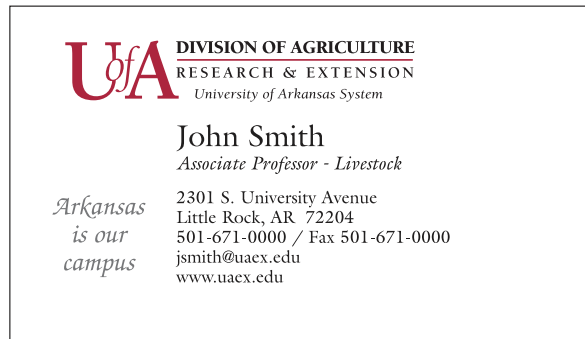 UofA
DIVISION OF AGRICULTURE
RESEARCH & EXTENSION
University of Arkansas System
John Smith
Associate Professor - Livestock
Arkansas
is our
campus
2301 S. University Avenue
Little Rock, AR 72204
501-671-0000 / Fax 501-671-0000
jsmith@uaex.edu
www.uaex.edu